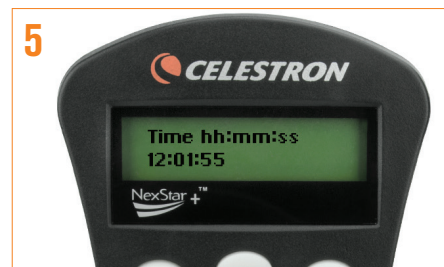 5
CELESTRON
Time hh:mm:ss
12:01:55
NexStar +™